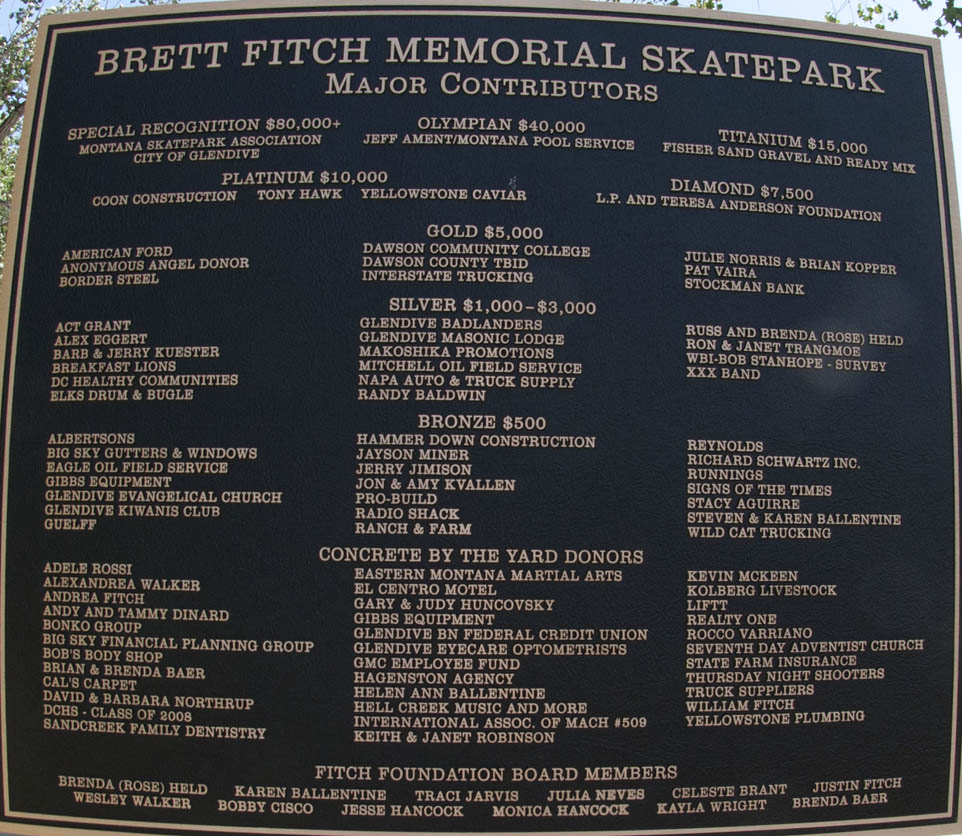 BRETT FITCH MEMORIAL SKATEPARK
MAJOR CONTRIBUTORS
SPECIAL RECOGNITION $80,000+
MONTANA SKATEPARK ASSOCIATION
CITY OF GLENDIVE
OLYMPIAN $40,000
JEFF AMENT/MONTANA POOL SERVICE
TITANIUM $15,000
FISHER SAND GRAVEL AND READY MIX
PLATINUM $10,000
COON CONSTRUCTION TONY HAWK YELLOWSTONE CAVIAR
DIAMOND $7,500
L.P. AND TERESA ANDERSON FOUNDATION
GOLD $5,000
AMERICAN FORD
ANONYMOUS ANGEL DONOR
BORDER STEEL
DAWSON COMMUNITY COLLEGE
DAWSON COUNTY TBID
INTERSTATE TRUCKING
JULIE NORRIS & BRIAN KOPPER
PAT VAIRA
STOCKMAN BANK
SILVER $1,000-$3,000
ACT GRANT
ALEX EGGERT
BARB & JERRY KUESTER
BREAKFAST LIONS
DC HEALTHY COMMUNITIES
ELKS DRUM & BUGLE
GLENDIVE BADLANDERS
GLENDIVE MASONIC LODGE
MAKOSHIKA PROMOTIONS
MITCHELL OIL FIELD SERVICE
NAPA AUTO & TRUCK SUPPLY
RANDY BALDWIN
RUSS AND BRENDA (ROSE) HELD
RON & JANET TRANGMOE
WBI-BOB STANHOPE - SURVEY
XXX BAND
BRONZE $500
ALBERTSONS
BIG SKY GUTTERS & WINDOWS
EAGLE OIL FIELD SERVICE
GIBBS EQUIPMENT
GLENDIVE EVANGELICAL CHURCH
GLENDIVE KIWANIS CLUB
GUELFF
HAMMER DOWN CONSTRUCTION
JAYSON MINER
JERRY JIMISON
JON & AMY KVALLEN
PRO-BUILD
RADIO SHACK
RANCH & FARM
REYNOLDS
RICHARD SCHWARTZ INC.
RUNNINGS
SIGNS OF THE TIMES
STACY AGUIRRE
STEVEN & KAREN BALLENTINE
WILD CAT TRUCKING
CONCRETE BY THE YARD DONORS
ADELE ROSSI
ALEXANDREA WALKER
ANDREA FITCH
ANDY AND TAMMY DINARD
BONKO GROUP
BIG SKY FINANCIAL PLANNING GROUP
BOB'S BODY SHOP
BRIAN & BRENDA BAER
CAL'S CARPET
DAVID & BARBARA NORTHRUP
DCHS - CLASS OF 2008
SANDCREEK FAMILY DENTISTRY
EASTERN MONTANA MARTIAL ARTS
EL CENTRO MOTEL
GARY & JUDY HUNCOVSKY
GIBBS EQUIPMENT
GLENDIVE BN FEDERAL CREDIT UNION
GLENDIVE EYECARE OPTOMETRISTS
GMC EMPLOYEE FUND
HAGENSTON AGENCY
HELEN ANN BALLENTINE
HELL CREEK MUSIC AND MORE
INTERNATIONAL ASSOC. OF MACH #509
KEITH & JANET ROBINSON
KEVIN MCKEEN
KOLBERG LIVESTOCK
LIFTT
REALTY ONE
ROCCO VARRIANO
SEVENTH DAY ADVENTIST CHURCH
STATE FARM INSURANCE
THURSDAY NIGHT SHOOTERS
TRUCK SUPPLIERS
WILLIAM FITCH
YELLOWSTONE PLUMBING
FITCH FOUNDATION BOARD MEMBERS
BRENDA (ROSE) HELD KAREN BALLENTINE TRACI JARVIS JULIA NEVES CELESTE BRANT JUSTIN FITCH
WESLEY WALKER BOBBY CISCO JESSE HANCOCK MONICA HANCOCK KAYLA WRIGHT BRENDA BAER